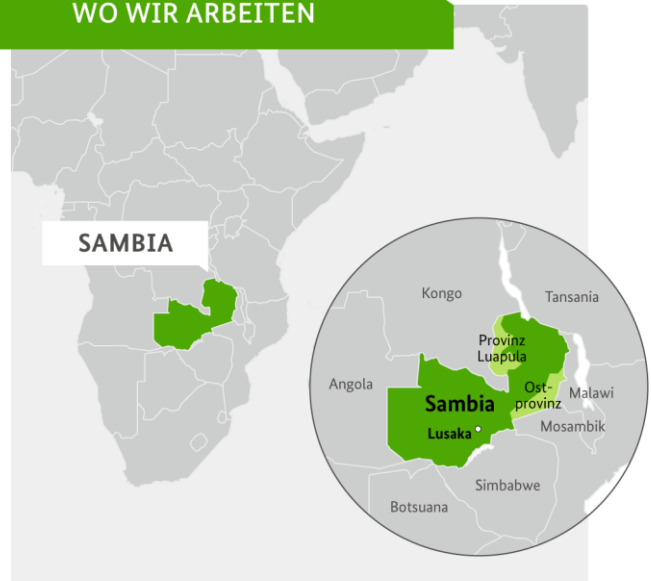 WO WIR ARBEITEN
SAMBIA
Kongo
Tansania
Provinz
Luapula
Angola
Ost-
provinz
Malawi
Sambia
Lusaka
Mosambik
Simbabwe
Botsuana